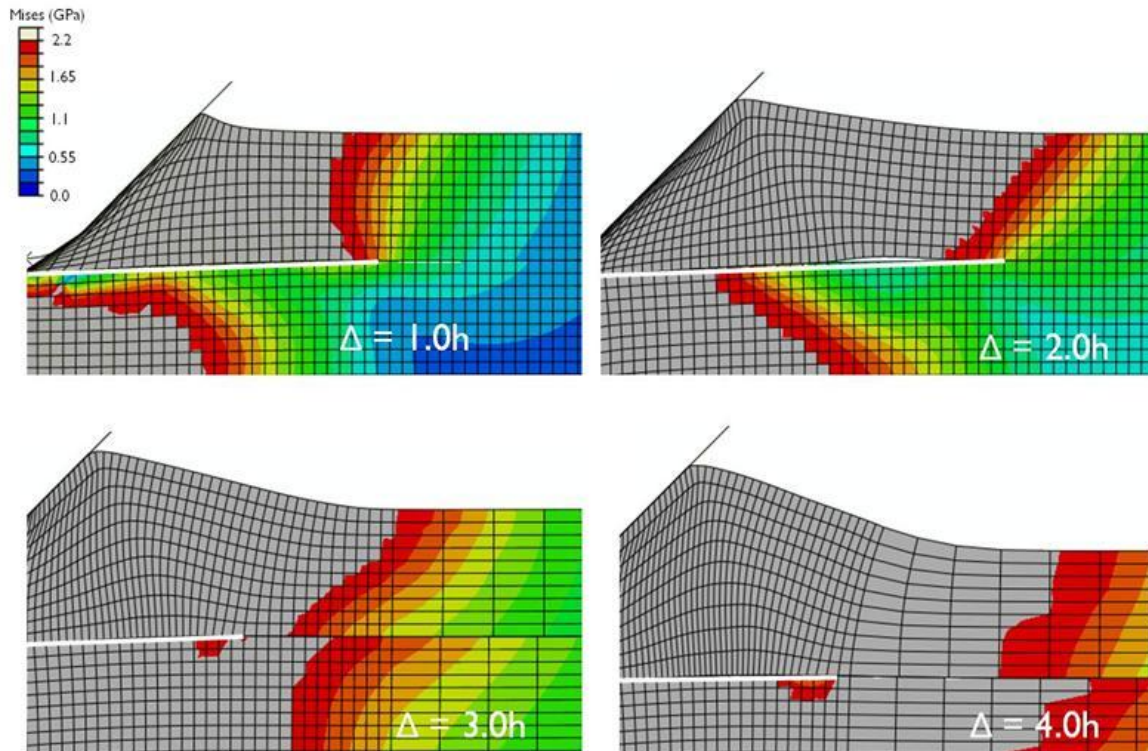 Mises (GPa)
2.2
1.65
1.1
0.55
0.0
Δ = 1.0h
Δ = 2.0h
Δ = 3.0h
Δ = 4.0h